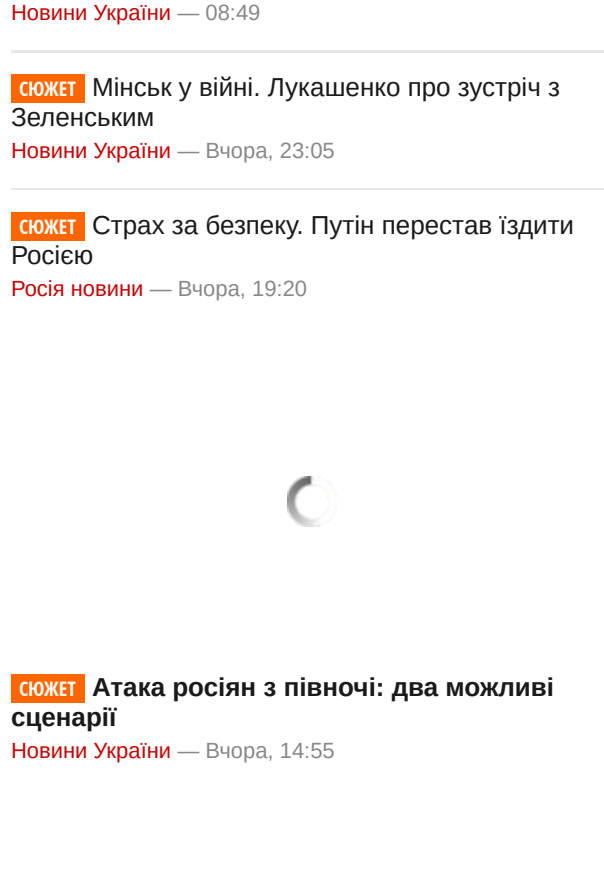 Новини України — 08:49
СЮЖЕТ Мінськ у війні. Лукашенко про зустріч з
Зеленським
Новини України — Вчора, 23:05
СЮЖЕТ Страх за безпеку. Путін перестав їздити
Росією
Росія новини — Вчора, 19:20
СЮЖЕТ Атака росіян з півночі: два можливі
сценарії
Новини України — Вчора, 14:55